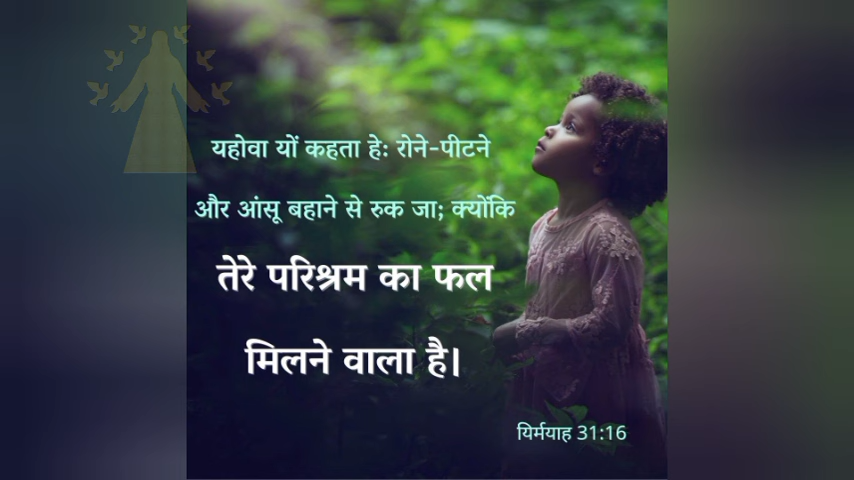 यहोवा यों कहता हे: रोने-पीटने
और आंसू बहाने से रुक जा; क्योंकि
तेरे परिश्रम का फल
मिलने वाला है।
यिर्मयाह 31:16